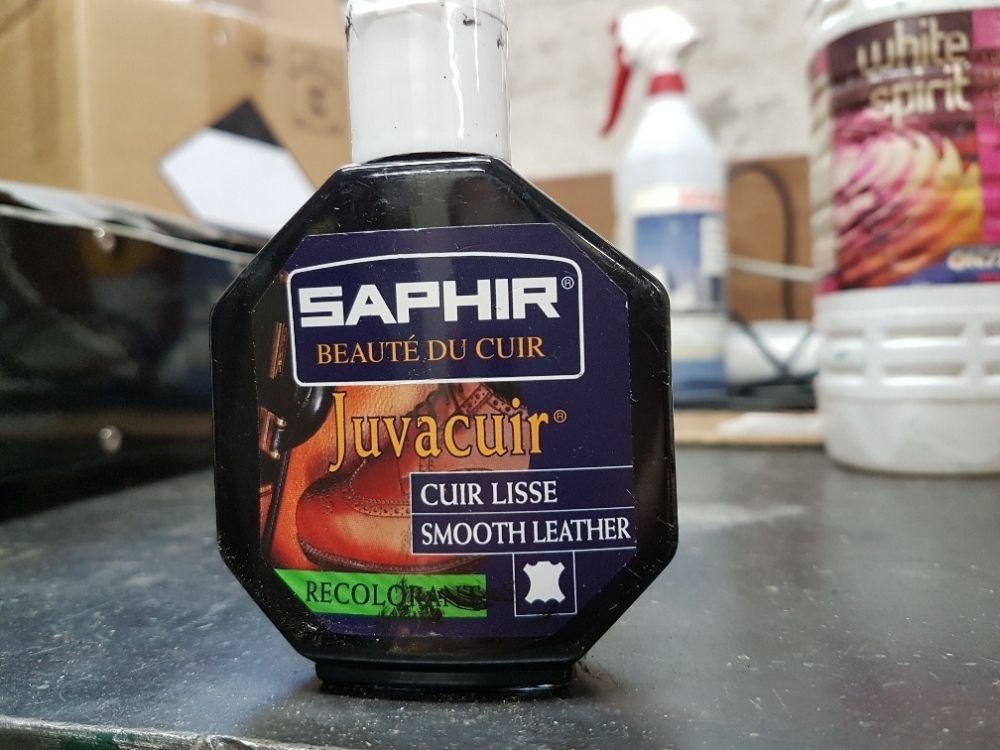 SAPHIR®
BEAUTÉ DU CUIR
Juvacuir®
CUIR LISSE
SMOOTH LEATHER
RECOLORANT
white
spirit